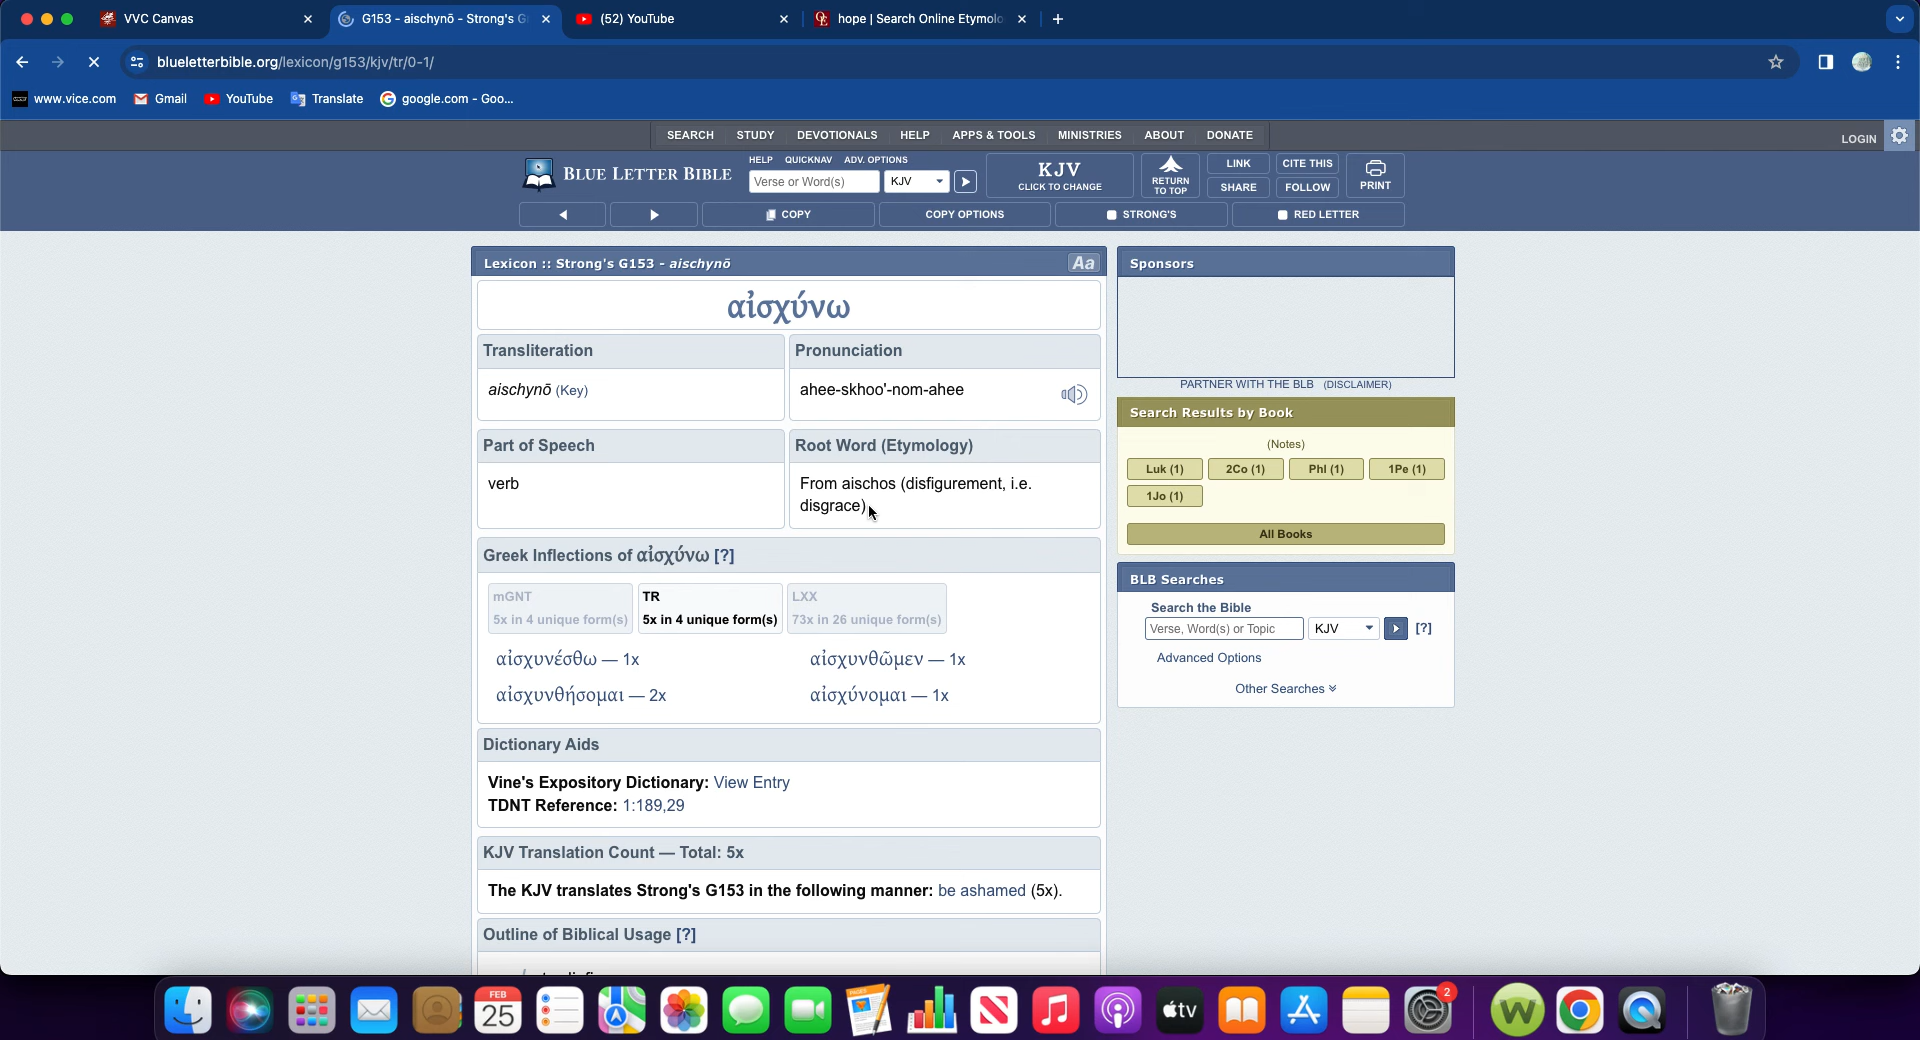 VVC Canvas
G153 - aischynō - Strong's G
(52) YouTube
hope | Search Online Etymolo
blueletterbible.org/lexicon/g153/kjv/tr/0-1/
www.vice.com Gmail YouTube Translate google.com - Goo...
SEARCH STUDY DEVOTIONALS HELP APPS & TOOLS MINISTRIES ABOUT DONATE
LOGIN
BLUE LETTER BIBLE
HELP QUICKNAV ADV. OPTIONS
Verse or Word(s) KJV
KJV
CLICK TO CHANGE
RETURN
TO TOP
LINK CITE THIS
SHARE FOLLOW
PRINT
COPY COPY OPTIONS STRONG'S RED LETTER
Lexicon :: Strong's G153 - aischynō Aa
αἰσχύνω
Transliteration
aischynō (Key)
Pronunciation
ahee-skhoo'-nom-ahee
Part of Speech
verb
Root Word (Etymology)
From aischos (disfigurement, i.e.
disgrace)
Greek Inflections of αἰσχύνω [?]
mGNT
5x in 4 unique form(s)
TR
5x in 4 unique form(s)
LXX
73x in 26 unique form(s)
αἰσχυνέσθω — 1x
αἰσχυνθῶμεν — 1x
αἰσχυνθήσομαι — 2x
αἰσχύνομαι — 1x
Dictionary Aids
Vine's Expository Dictionary: View Entry
TDNT Reference: 1:189,29
KJV Translation Count — Total: 5x
The KJV translates Strong's G153 in the following manner: be ashamed (5x).
Outline of Biblical Usage [?]
Sponsors
PARTNER WITH THE BLB (DISCLAIMER)
Search Results by Book
(Notes)
Luk (1) 2Co (1) Phl (1) 1Pe (1)
1Jo (1)
All Books
BLB Searches
Search the Bible
Verse, Word(s) or Topic KJV [?]
Advanced Options
Other Searches
FEB
25
tv
2